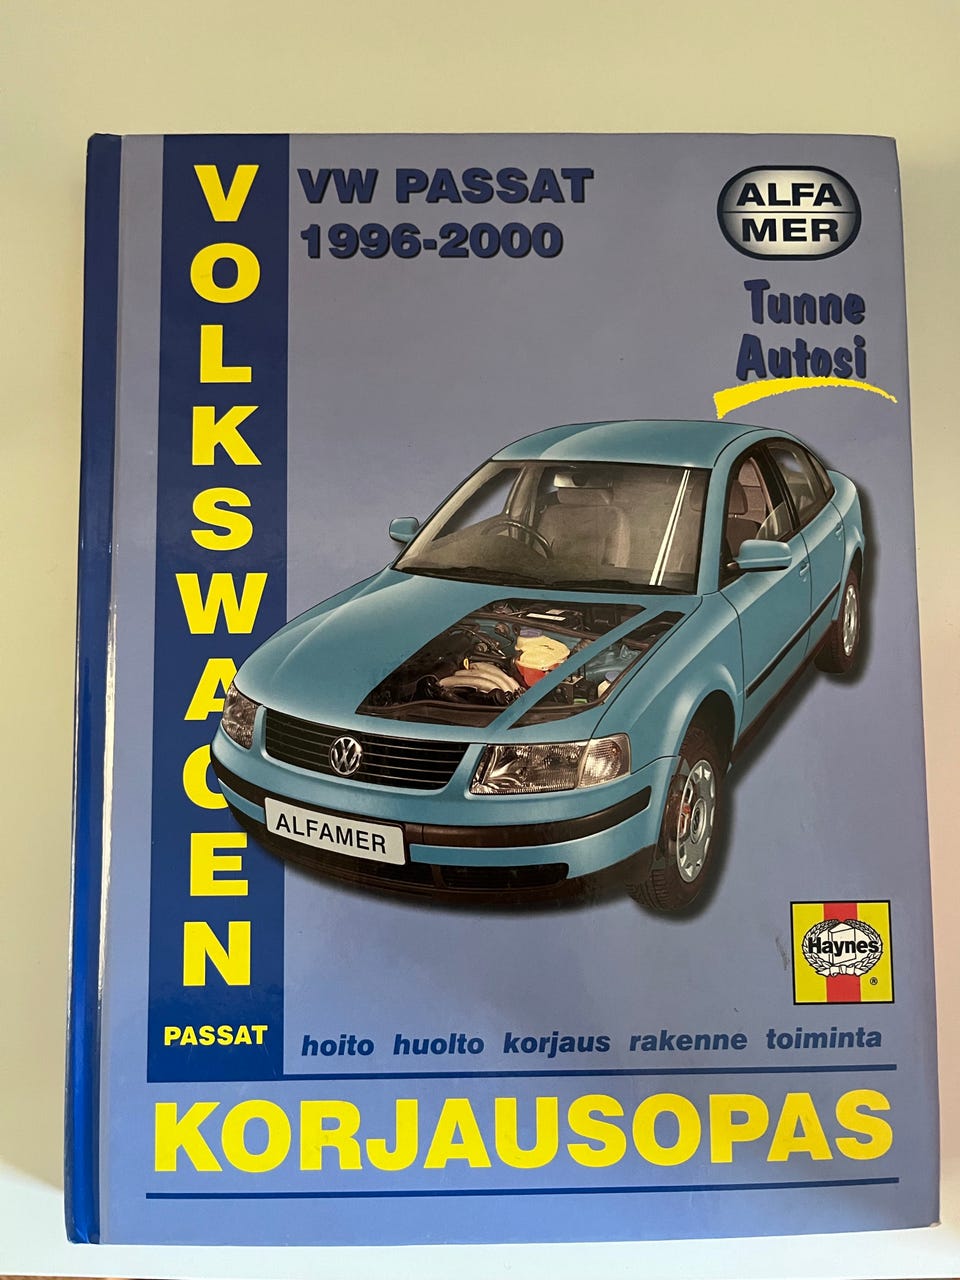 VOLKSWAGEN
PASSAT
VW PASSAT
1996-2000
ALFA
MER
Tunne
Autosi
ALFAMER
Haynes
®
hoito huolto korjaus rakenne toiminta
KORJAUSOPAS